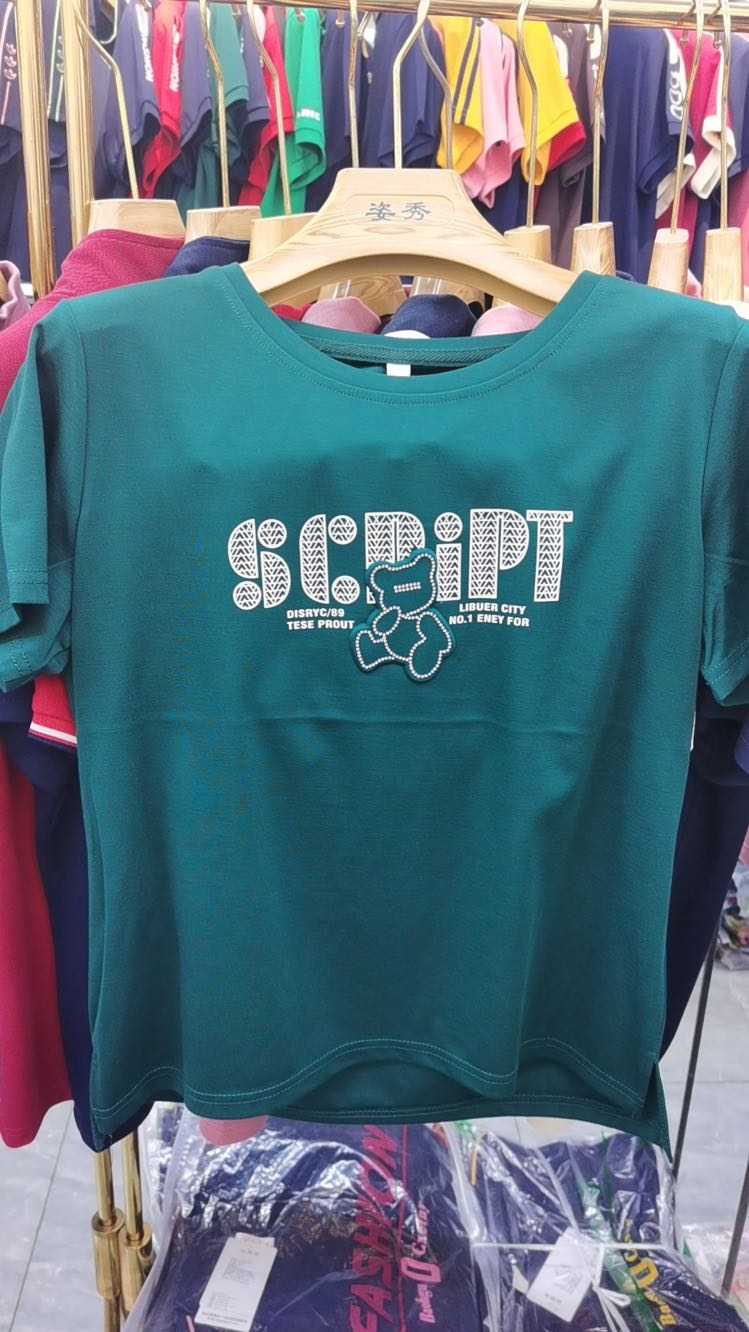 姿秀
SCRiPT
DISRYC/89
TESE PROUT
LIBUER CITY
NO.1 ENEY FOR
FASHION